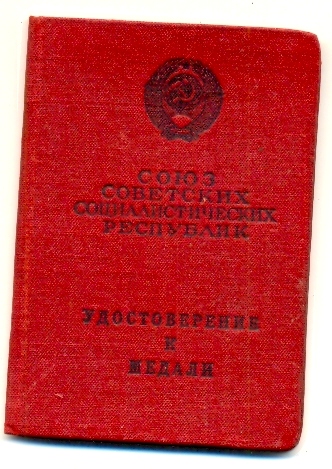 СОЮЗ
СОВЕТСКИХ
СОЦИАЛИСТИЧЕСКИХ
РЕСПУБЛИК
УДОСТОВЕРЕНИЕ
К
МЕДАЛИ